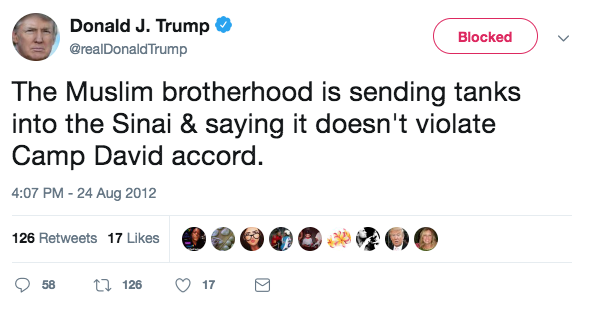 Donald J. Trump
Blocked
@realDonaldTrump
The Muslim brotherhood is sending tanks
into the Sinai & saying it doesn't violate
Camp David accord.
4:07 PM - 24 Aug 2012
126 Retweets 17 Likes
58 126 17